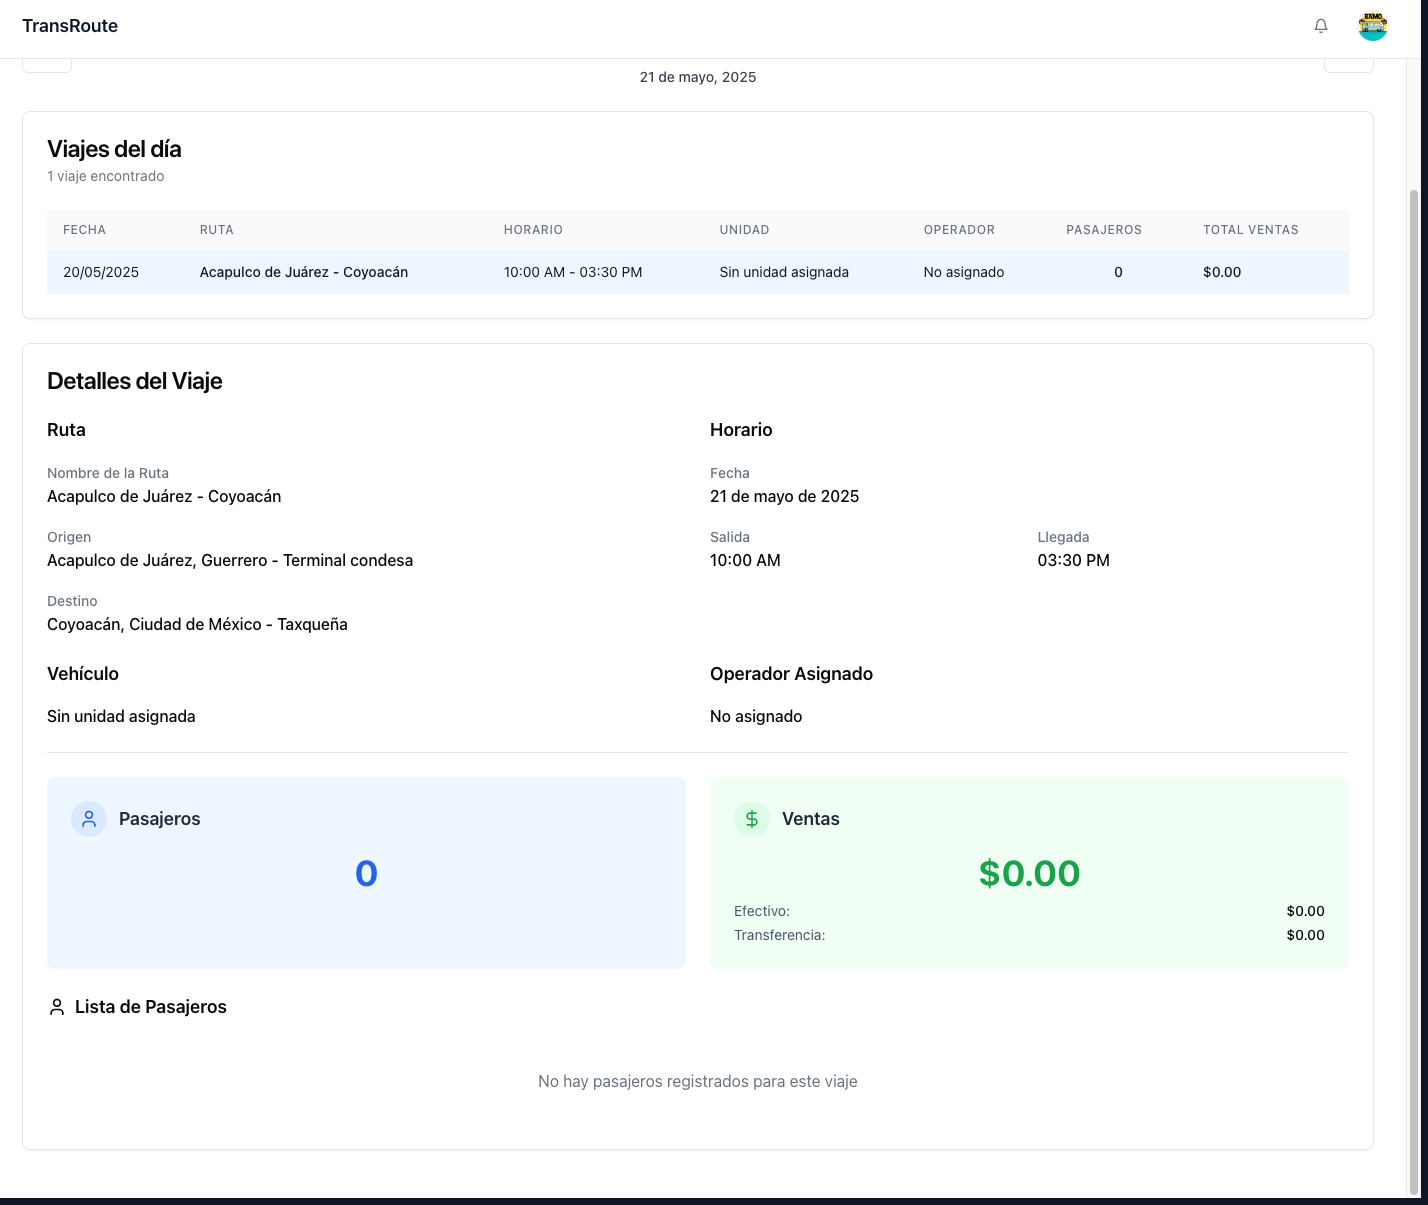 TransRoute
BAMO
21 de mayo, 2025
Viajes del día
1 viaje encontrado
FECHA RUTA HORARIO UNIDAD OPERADOR PASAJEROS TOTAL VENTAS
20/05/2025 Acapulco de Juárez - Coyoacán 10:00 AM - 03:30 PM Sin unidad asignada No asignado 0 $0.00
Detalles del Viaje
Ruta
Nombre de la Ruta
Acapulco de Juárez - Coyoacán
Origen
Acapulco de Juárez, Guerrero - Terminal condesa
Destino
Coyoacán, Ciudad de México - Taxqueña
Horario
Fecha
21 de mayo de 2025
Salida
10:00 AM
Llegada
03:30 PM
Vehículo
Sin unidad asignada
Operador Asignado
No asignado
Pasajeros
0
Ventas
$0.00
Efectivo: $0.00
Transferencia: $0.00
Lista de Pasajeros
No hay pasajeros registrados para este viaje